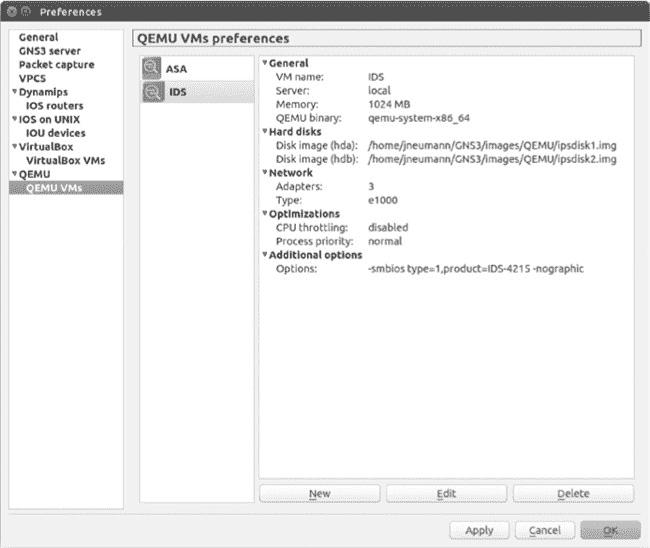 Preferences
General
GNS3 server
Packet capture
VPCS
Dynamips
IOS routers
IOS on UNIX
IOU devices
VirtualBox
VirtualBox VMs
QEMU
QEMU VMs
QEMU VMs preferences
ASA
IDS
General
VM name: IDS
Server: local
Memory: 1024 MB
QEMU binary: qemu-system-x86_64
Hard disks
Disk image (hda): /home/jneumann/GNS3/images/QEMU/ipsdisk1.img
Disk image (hdb): /home/jneumann/GNS3/images/QEMU/ipsdisk2.img
Network
Adapters: 3
Type: e1000
Optimizations
CPU throttling: disabled
Process priority: normal
Additional options
Options: -smbios type=1,product=IDS-4215 -nographic
New Edit Delete
Apply Cancel OK